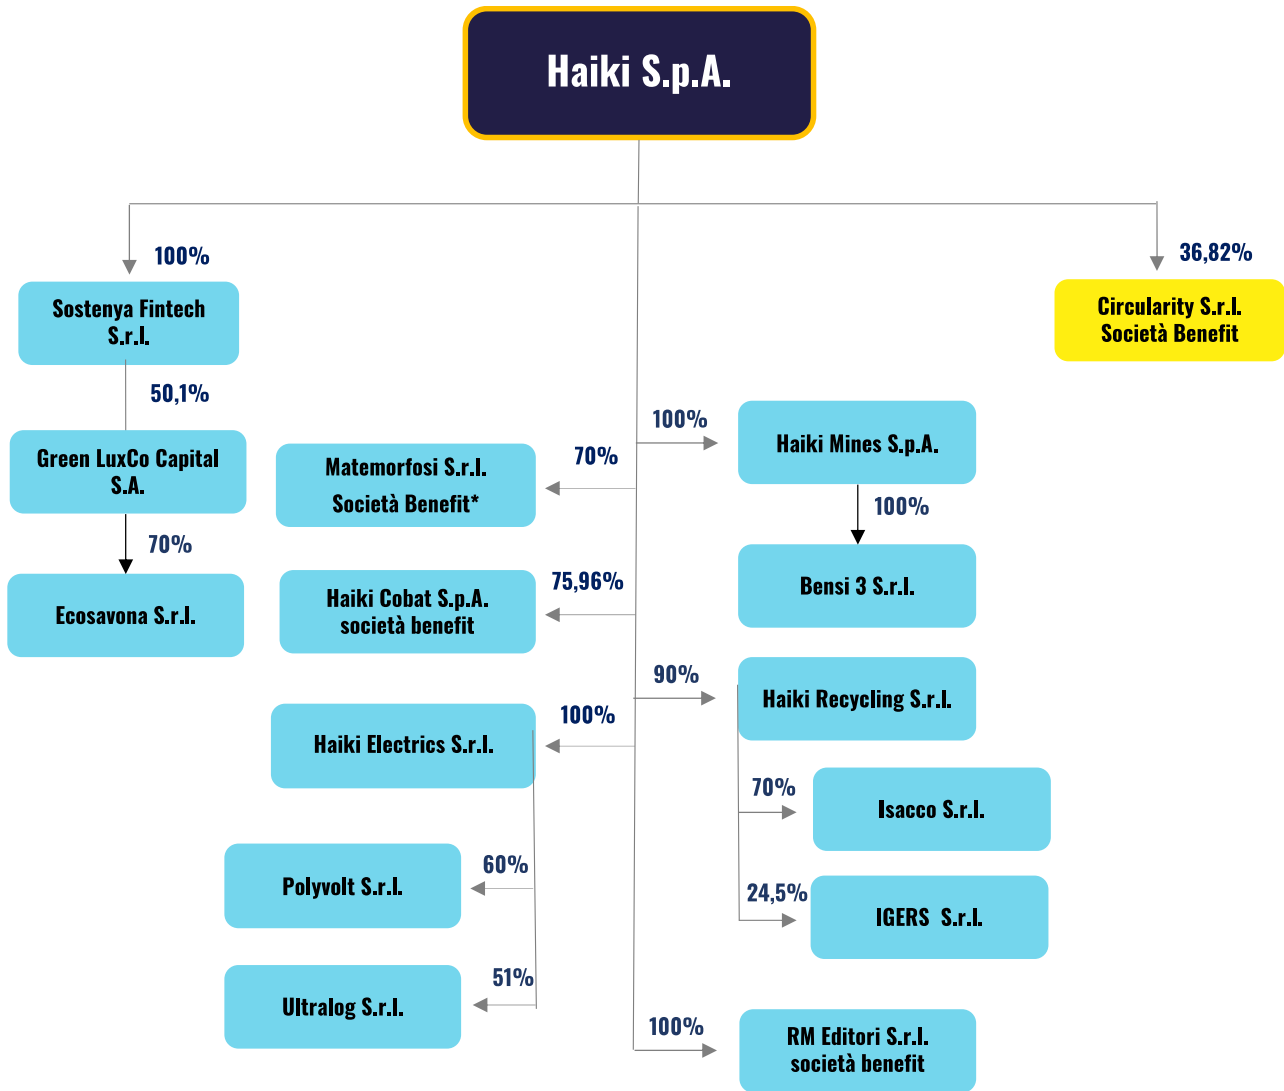 Haiki S.p.A.
100%
36,82%
Sostenya Fintech
S.r.l.
Circularity S.r.l.
Società Benefit
50,1%
Green LuxCo Capital
S.A.
70%
Ecosavona S.r.l.
70%
Matemorfosi S.r.l.
Società Benefit*
75,96%
Haiki Cobat S.p.A.
società benefit
100%
Haiki Electrics S.r.l.
60%
Polyvolt S.r.l.
51%
Ultralog S.r.l.
100%
Haiki Mines S.p.A.
100%
Bensi 3 S.r.l.
90%
Haiki Recycling S.r.l.
70%
Isacco S.r.l.
24,5%
IGERS  S.r.l.
100%
RM Editori S.r.l.
società benefit